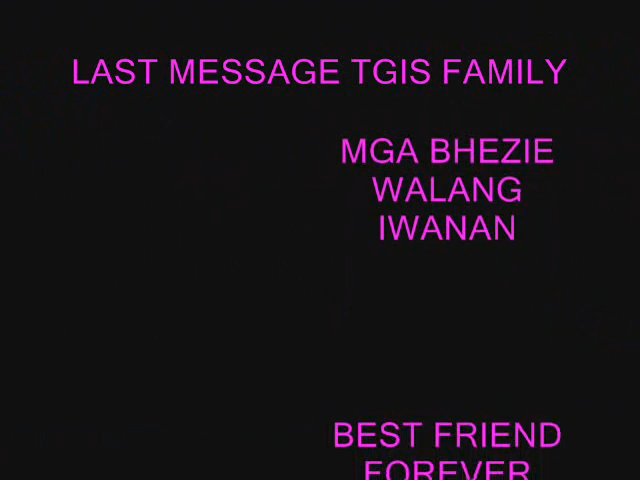 LAST MESSAGE TGIS FAMILY
MGA BHEZIE
WALANG
IWANAN
BEST FRIEND
FOREVER